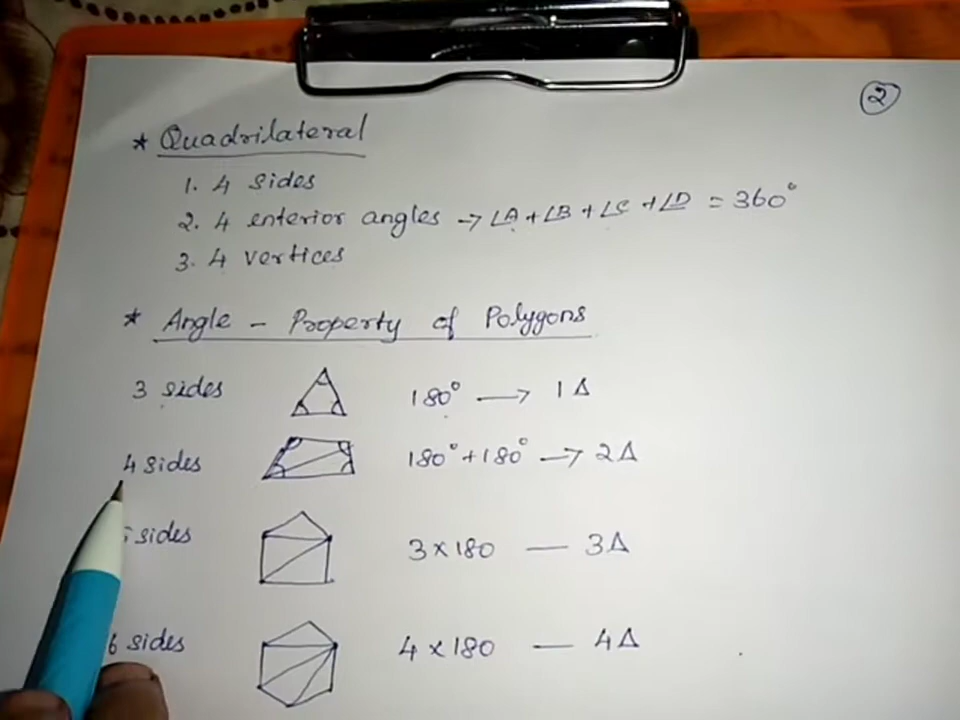 2
* Quadrilateral
1. 4 sides
2. 4 enterior angles → ∠A + ∠B + ∠C + ∠D = 360°
3. 4 vertices
* Angle - Property of Polygons
3 sides 180° → 1Δ
4 sides 180° + 180° → 2Δ
sides 3 × 180 — 3Δ
6 sides 4 × 180 — 4Δ